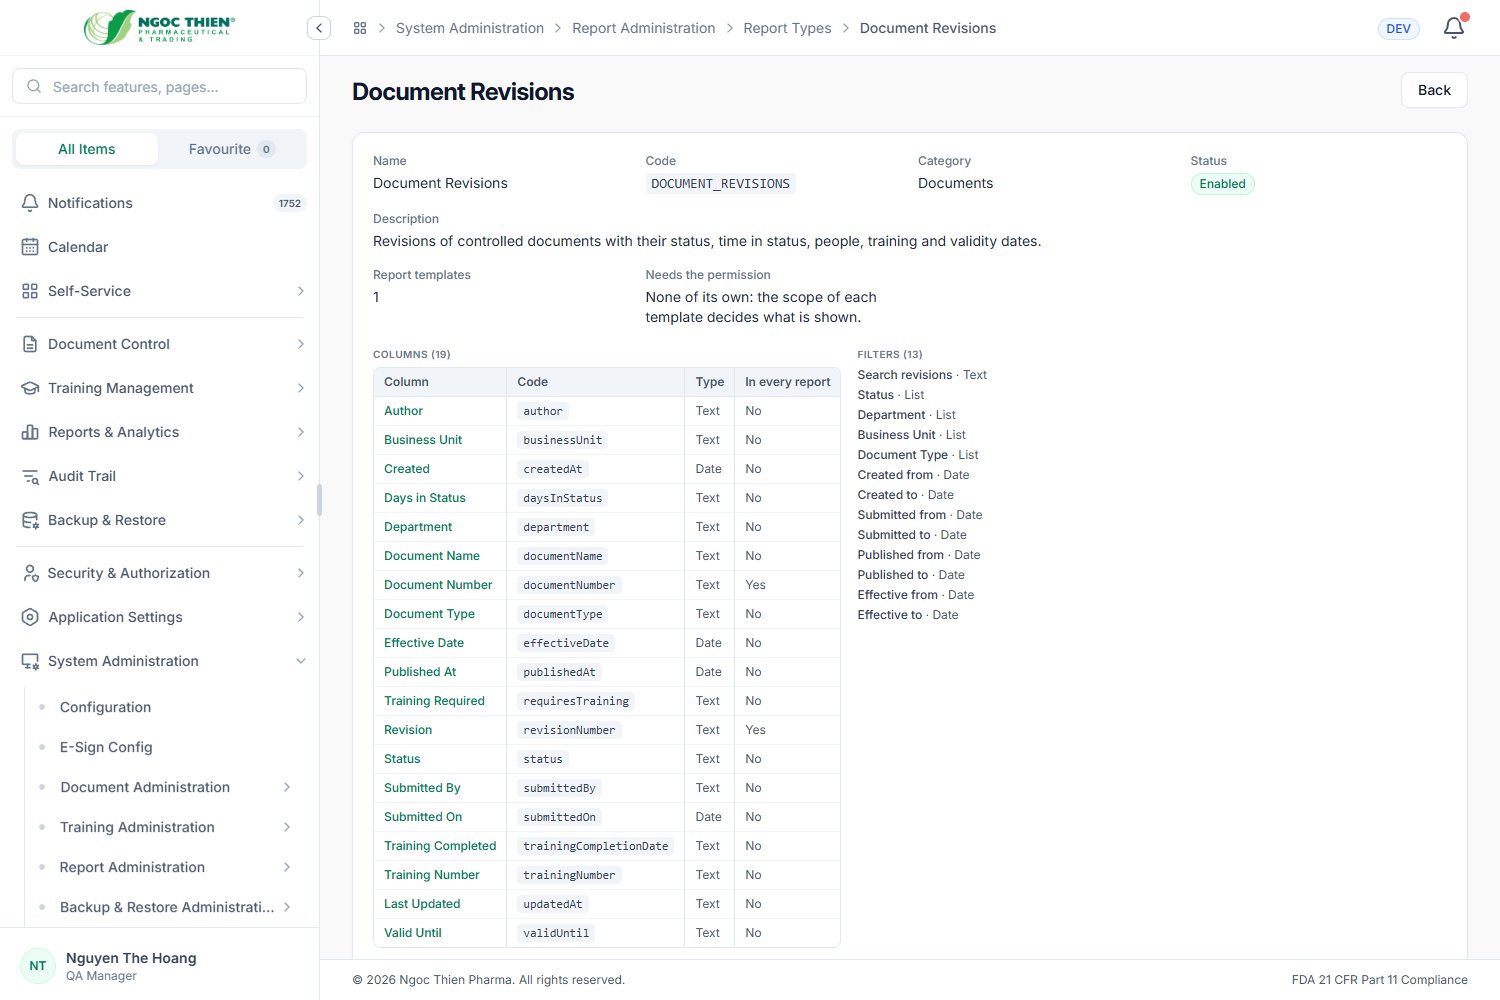 NGOC THIEN®
PHARMACEUTICAL
& TRADING
Search features, pages...
All Items
Favourite 0
Notifications 1752
Calendar
Self-Service
Document Control
Training Management
Reports & Analytics
Audit Trail
Backup & Restore
Security & Authorization
Application Settings
System Administration
Configuration
E-Sign Config
Document Administration
Training Administration
Report Administration
Backup & Restore Administrati...
NT
Nguyen The Hoang
QA Manager
System Administration > Report Administration > Report Types > Document Revisions
DEV
Document Revisions
Back
Name Code Category Status
Document Revisions DOCUMENT_REVISIONS Documents Enabled
Description
Revisions of controlled documents with their status, time in status, people, training and validity dates.
Report templates Needs the permission
1 None of its own: the scope of each
template decides what is shown.
COLUMNS (19)
Column Code Type In every report
Author author Text No
Business Unit businessUnit Text No
Created createdAt Date No
Days in Status daysInStatus Text No
Department department Text No
Document Name documentName Text No
Document Number documentNumber Text Yes
Document Type documentType Text No
Effective Date effectiveDate Date No
Published At publishedAt Date No
Training Required requiresTraining Text No
Revision revisionNumber Text Yes
Status status Text No
Submitted By submittedBy Text No
Submitted On submittedOn Date No
Training Completed trainingCompletionDate Text No
Training Number trainingNumber Text No
Last Updated updatedAt Text No
Valid Until validUntil Text No
FILTERS (13)
Search revisions · Text
Status · List
Department · List
Business Unit · List
Document Type · List
Created from · Date
Created to · Date
Submitted from · Date
Submitted to · Date
Published from · Date
Published to · Date
Effective from · Date
Effective to · Date
© 2026 Ngoc Thien Pharma. All rights reserved.
FDA 21 CFR Part 11 Compliance